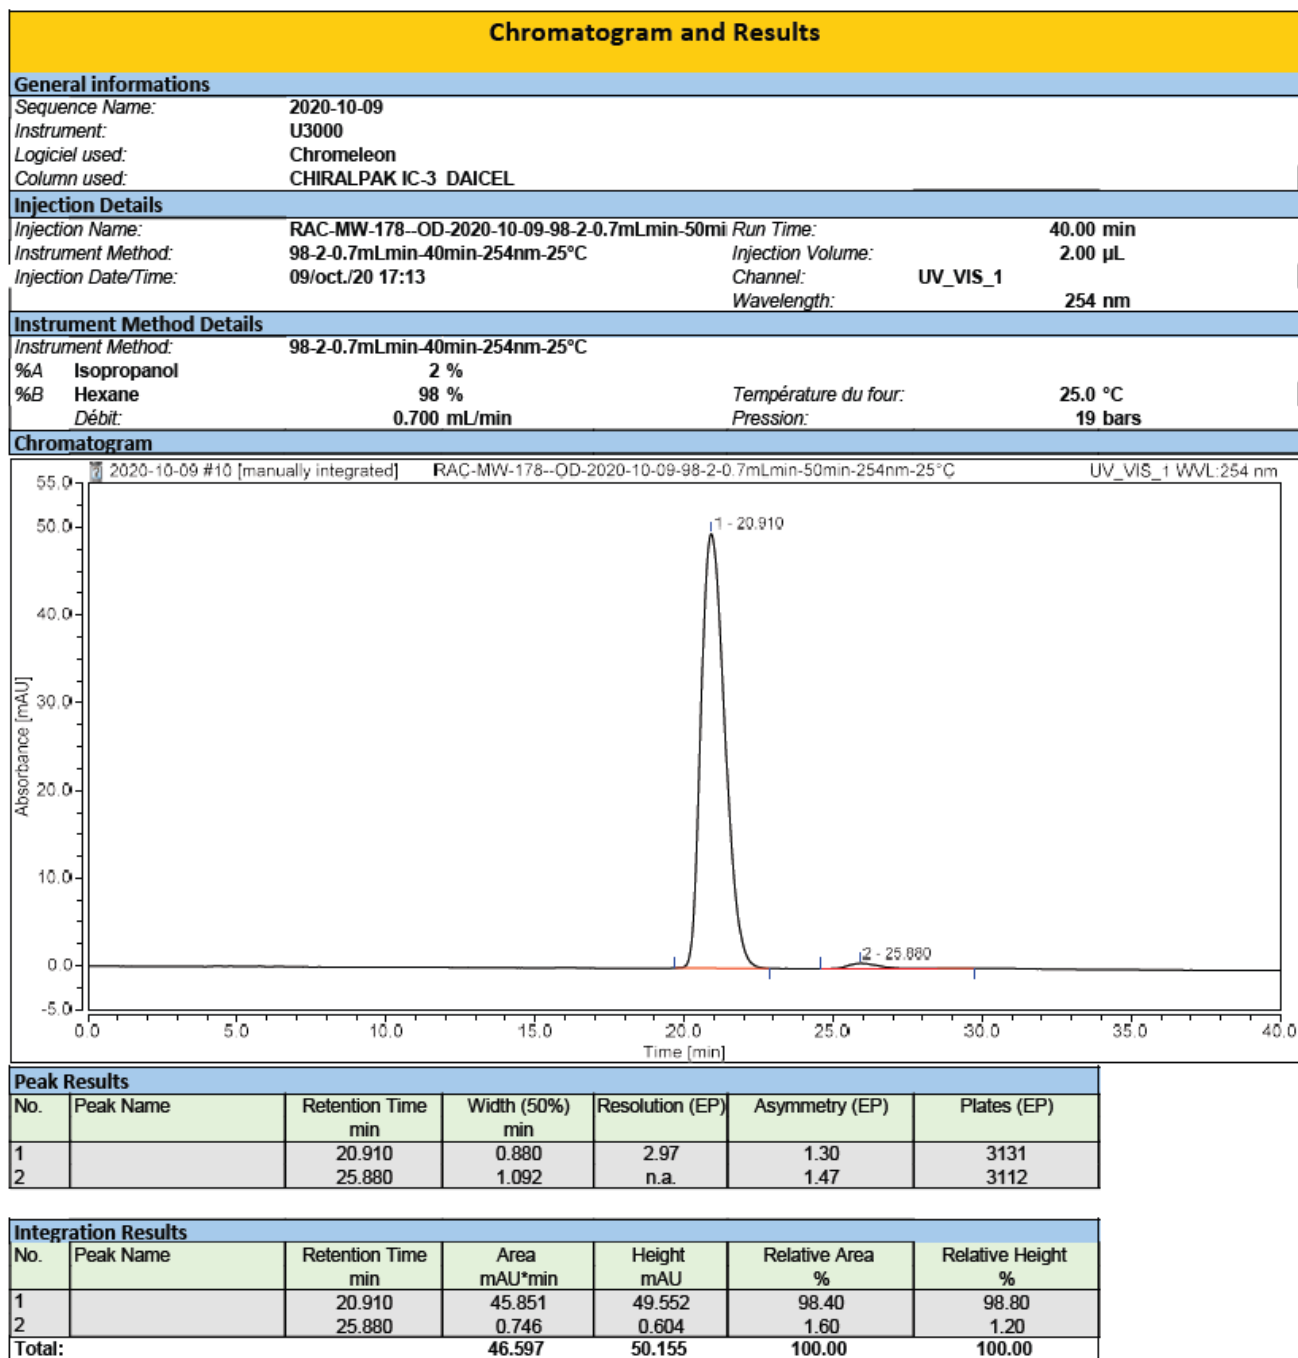 Chromatogram and Results
General informations
Sequence Name: 2020-10-09
Instrument: U3000
Logiciel used: Chromeleon
Column used: CHIRALPAK IC-3 DAICEL
Injection Details
Injection Name: RAC-MW-178--OD-2020-10-09-98-2-0.7mLmin-50mi Run Time: 40.00 min
Instrument Method: 98-2-0.7mLmin-40min-254nm-25°C Injection Volume: 2.00 µL
Injection Date/Time: 09/oct./20 17:13 Channel: UV_VIS_1
Wavelength: 254 nm
Instrument Method Details
Instrument Method: 98-2-0.7mLmin-40min-254nm-25°C
%A Isopropanol 2 %
%B Hexane 98 % Température du four: 25.0 °C
Débit: 0.700 mL/min Pression: 19 bars
Chromatogram
2020-10-09 #10 [manually integrated] RAC-MW-178--OD-2020-10-09-98-2-0.7mLmin-50min-254nm-25°C UV_VIS_1 WVL:254 nm
55.0
50.0
40.0
30.0
20.0
10.0
0.0
-5.0
Absorbance [mAU]
1 - 20.910
2 - 25.880
0.0 5.0 10.0 15.0 20.0 25.0 30.0 35.0 40.0
Time [min]
Peak Results
No. Peak Name Retention Time Width (50%) Resolution (EP) Asymmetry (EP) Plates (EP)
min min
1 20.910 0.880 2.97 1.30 3131
2 25.880 1.092 n.a. 1.47 3112
Integration Results
No. Peak Name Retention Time Area Height Relative Area Relative Height
min mAU*min mAU % %
1 20.910 45.851 49.552 98.40 98.80
2 25.880 0.746 0.604 1.60 1.20
Total: 46.597 50.155 100.00 100.00